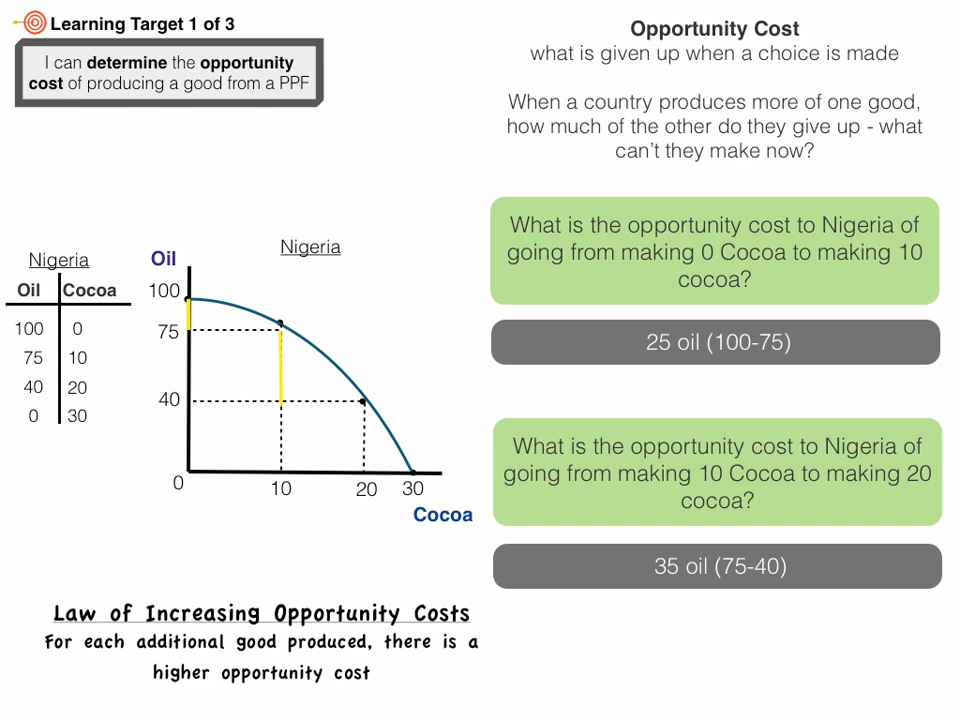 Learning Target 1 of 3
I can determine the opportunity
cost of producing a good from a PPF
Opportunity Cost
what is given up when a choice is made
When a country produces more of one good,
how much of the other do they give up - what
can't they make now?
What is the opportunity cost to Nigeria of
going from making 0 Cocoa to making 10
cocoa?
25 oil (100-75)
What is the opportunity cost to Nigeria of
going from making 10 Cocoa to making 20
cocoa?
35 oil (75-40)
Nigeria
Oil Cocoa
100 0
75 10
40 20
0 30
Nigeria
Oil
100
75
40
0 10 20 30
Cocoa
Law of Increasing Opportunity Costs
For each additional good produced, there is a
higher opportunity cost